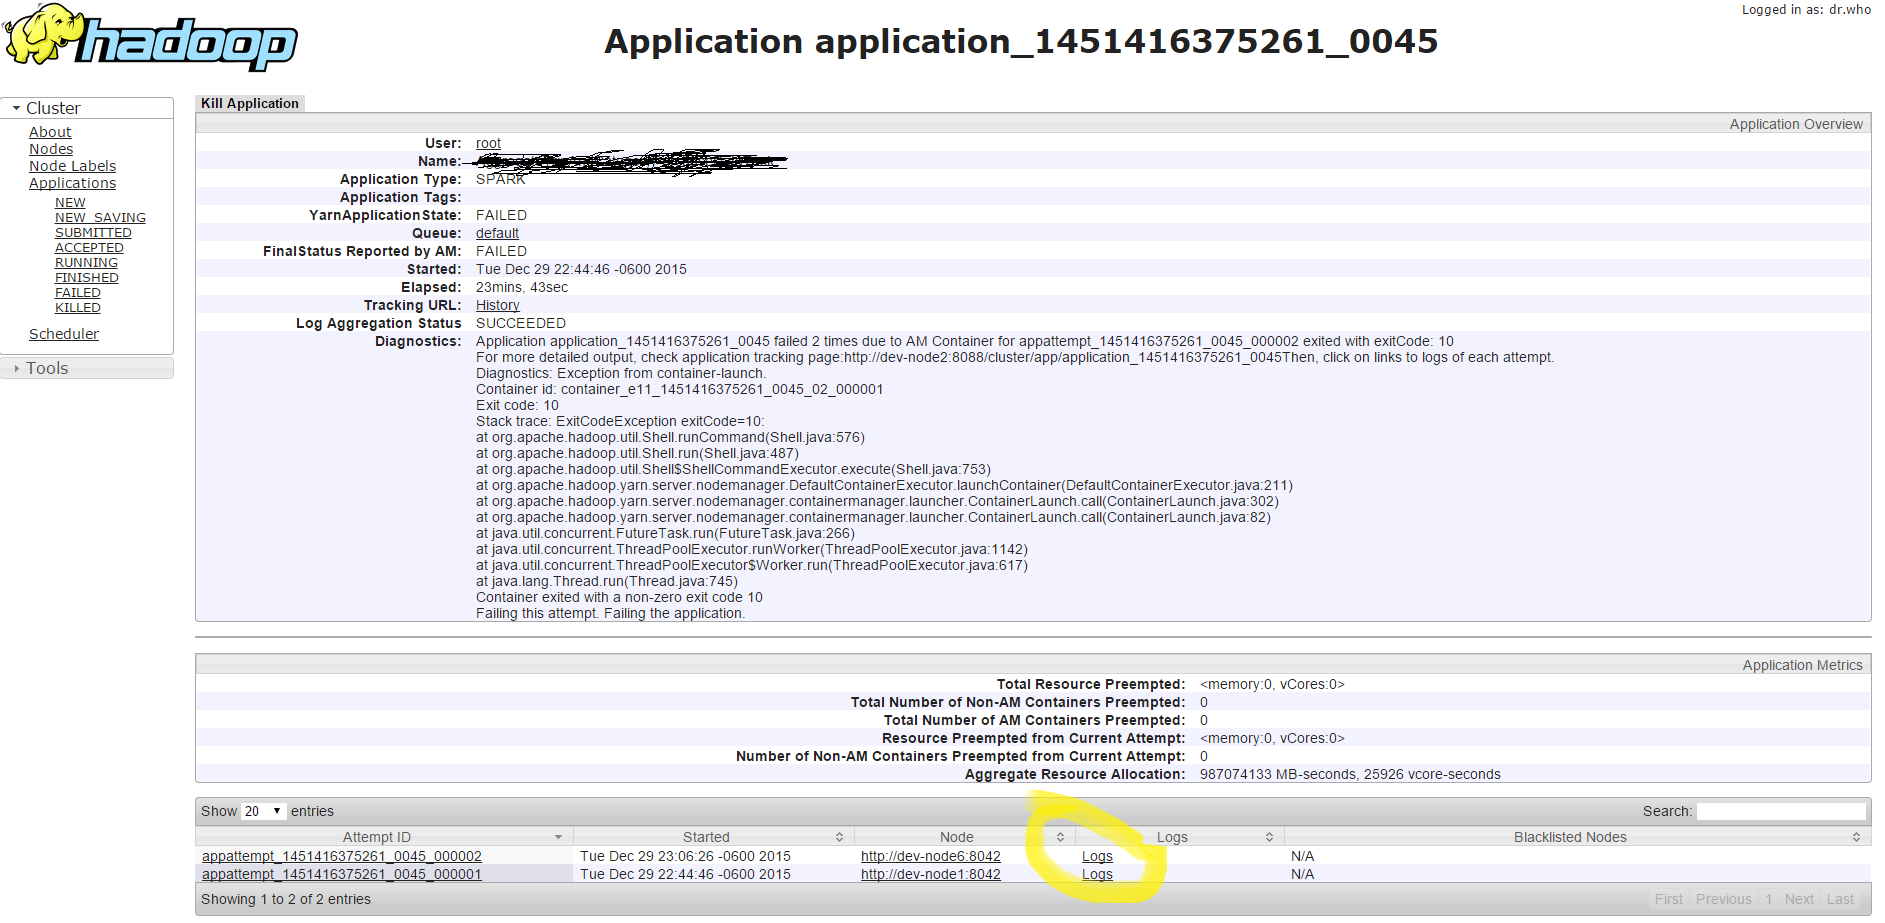 Logged in as: dr.who
hadoop
Application application_1451416375261_0045
Cluster
About
Nodes
Node Labels
Applications
NEW
NEW_SAVING
SUBMITTED
ACCEPTED
RUNNING
FINISHED
FAILED
KILLED
Scheduler
Tools
Kill Application
Application Overview
User: root
Name:
Application Type: SPARK
Application Tags:
YarnApplicationState: FAILED
Queue: default
FinalStatus Reported by AM: FAILED
Started: Tue Dec 29 22:44:46 -0600 2015
Elapsed: 23mins, 43sec
Tracking URL: History
Log Aggregation Status SUCCEEDED
Diagnostics: Application application_1451416375261_0045 failed 2 times due to AM Container for appattempt_1451416375261_0045_000002 exited with exitCode: 10
For more detailed output, check application tracking page:http://dev-node2:8088/cluster/app/application_1451416375261_0045Then, click on links to logs of each attempt.
Diagnostics: Exception from container-launch.
Container id: container_e11_1451416375261_0045_02_000001
Exit code: 10
Stack trace: ExitCodeException exitCode=10:
at org.apache.hadoop.util.Shell.runCommand(Shell.java:576)
at org.apache.hadoop.util.Shell.run(Shell.java:487)
at org.apache.hadoop.util.Shell$ShellCommandExecutor.execute(Shell.java:753)
at org.apache.hadoop.yarn.server.nodemanager.DefaultContainerExecutor.launchContainer(DefaultContainerExecutor.java:211)
at org.apache.hadoop.yarn.server.nodemanager.containermanager.launcher.ContainerLaunch.call(ContainerLaunch.java:302)
at org.apache.hadoop.yarn.server.nodemanager.containermanager.launcher.ContainerLaunch.call(ContainerLaunch.java:82)
at java.util.concurrent.FutureTask.run(FutureTask.java:266)
at java.util.concurrent.ThreadPoolExecutor.runWorker(ThreadPoolExecutor.java:1142)
at java.util.concurrent.ThreadPoolExecutor$Worker.run(ThreadPoolExecutor.java:617)
at java.lang.Thread.run(Thread.java:745)
Container exited with a non-zero exit code 10
Failing this attempt. Failing the application.
Application Metrics
Total Resource Preempted: <memory:0, vCores:0>
Total Number of Non-AM Containers Preempted: 0
Total Number of AM Containers Preempted: 0
Resource Preempted from Current Attempt: <memory:0, vCores:0>
Number of Non-AM Containers Preempted from Current Attempt: 0
Aggregate Resource Allocation: 987074133 MB-seconds, 25926 vcore-seconds
Show 20 entries Search:
Attempt ID Started Node Logs Blacklisted Nodes
appattempt_1451416375261_0045_000002 Tue Dec 29 23:06:26 -0600 2015 http://dev-node6:8042 Logs N/A
appattempt_1451416375261_0045_000001 Tue Dec 29 22:44:46 -0600 2015 http://dev-node1:8042 Logs N/A
Showing 1 to 2 of 2 entries First Previous 1 Next Last